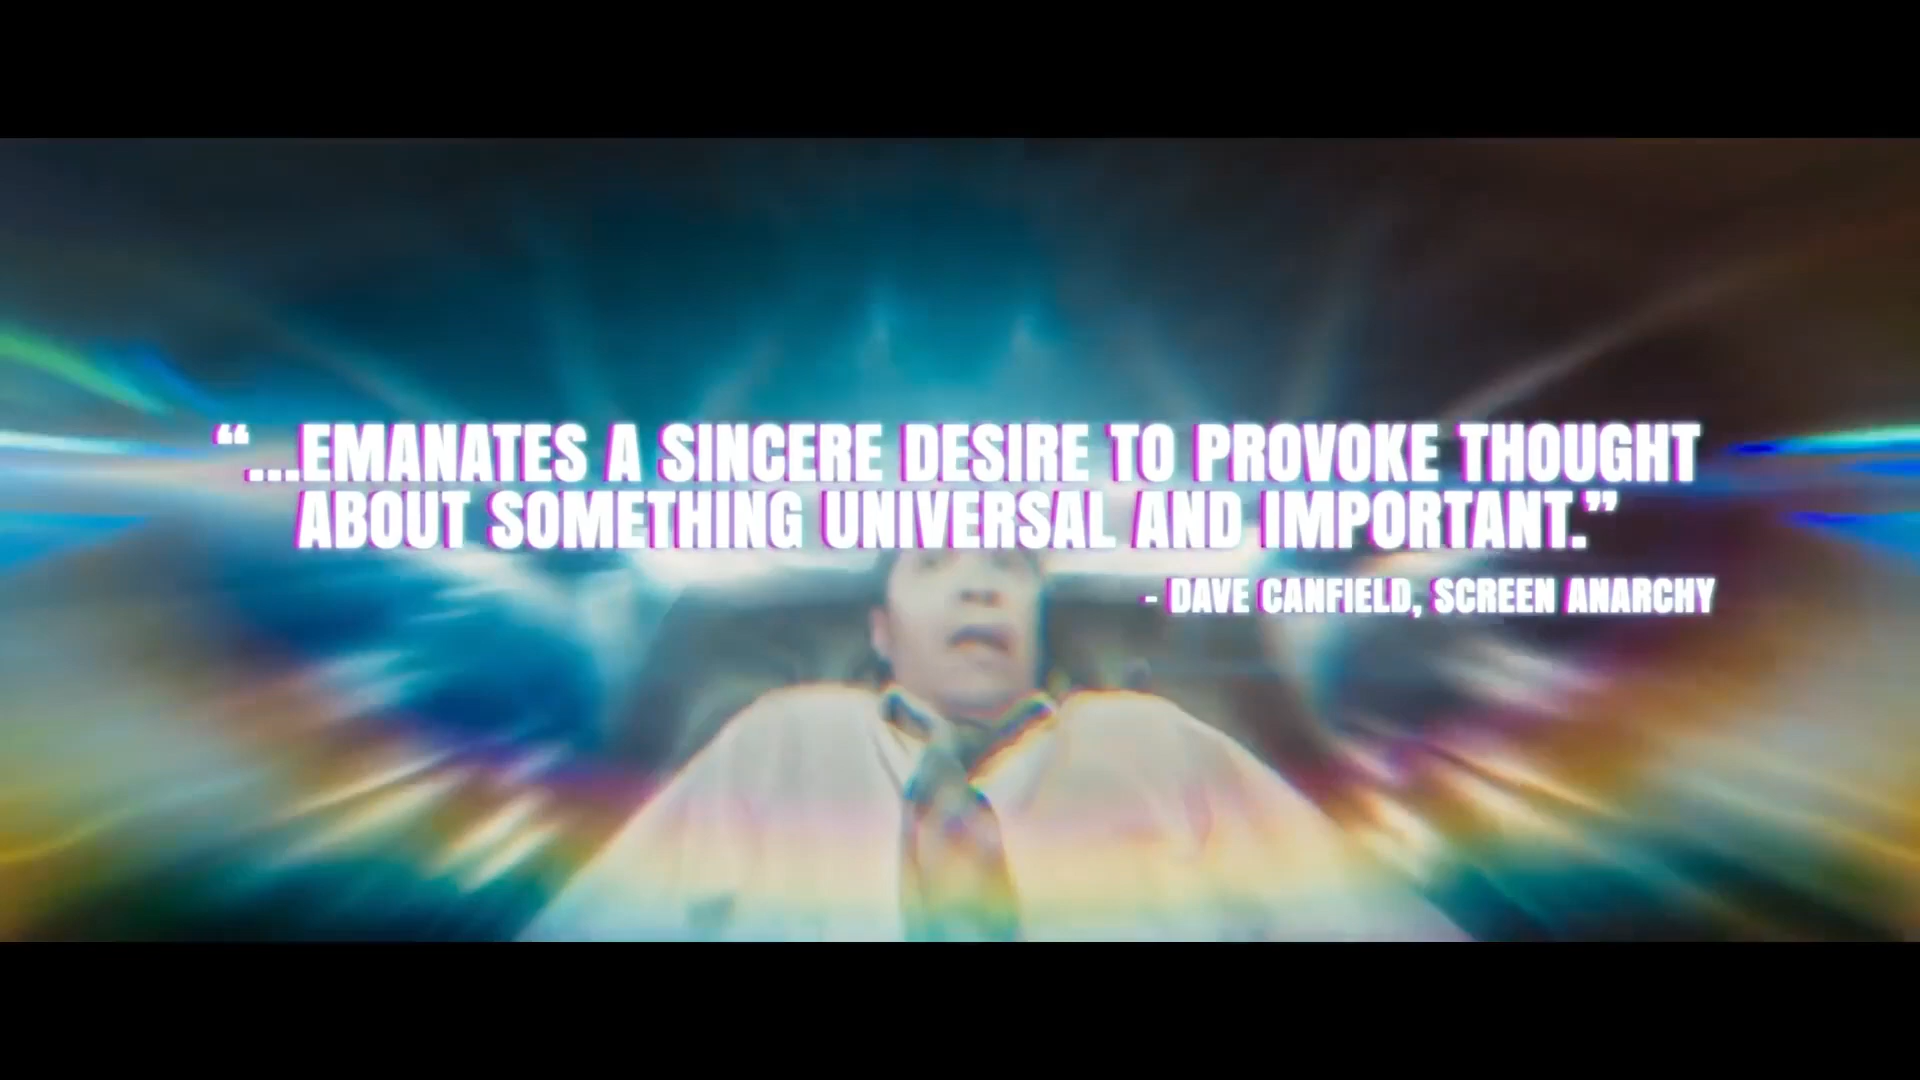 “...EMANATES A SINCERE DESIRE TO PROVOKE THOUGHT
ABOUT SOMETHING UNIVERSAL AND IMPORTANT.”
- DAVE CANFIELD, SCREEN ANARCHY